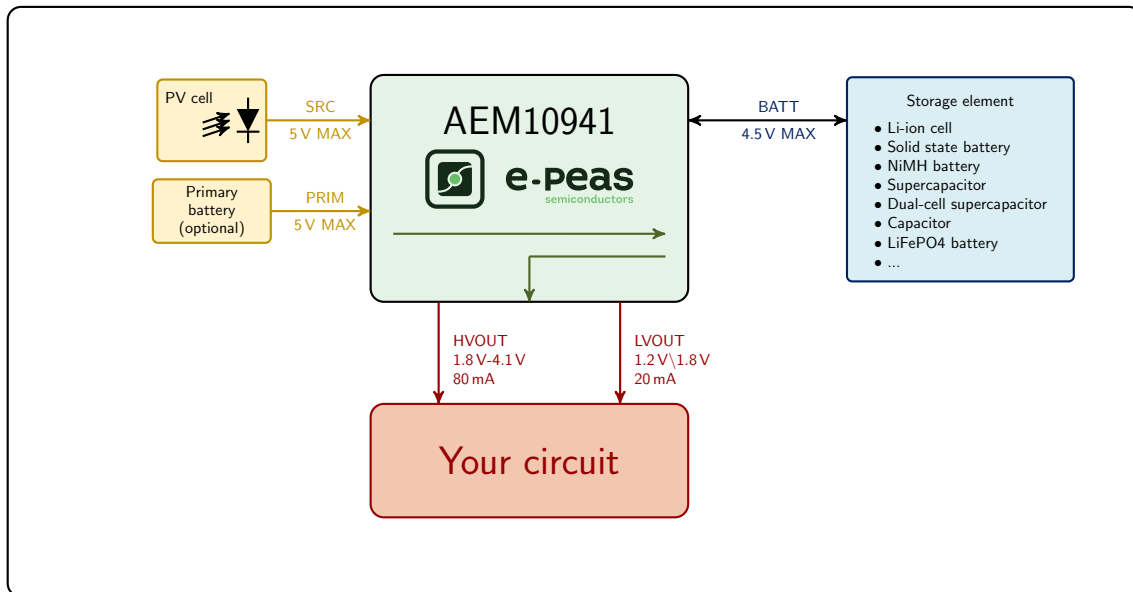 PV cell
SRC
5 V MAX
Primary
battery
(optional)
PRIM
5 V MAX
AEM10941
e-peas
semiconductors
BATT
4.5 V MAX
Storage element
• Li-ion cell
• Solid state battery
• NiMH battery
• Supercapacitor
• Dual-cell supercapacitor
• Capacitor
• LiFePO4 battery
• ...
HVOUT
1.8 V-4.1 V
80 mA
LVOUT
1.2 V\1.8 V
20 mA
Your circuit